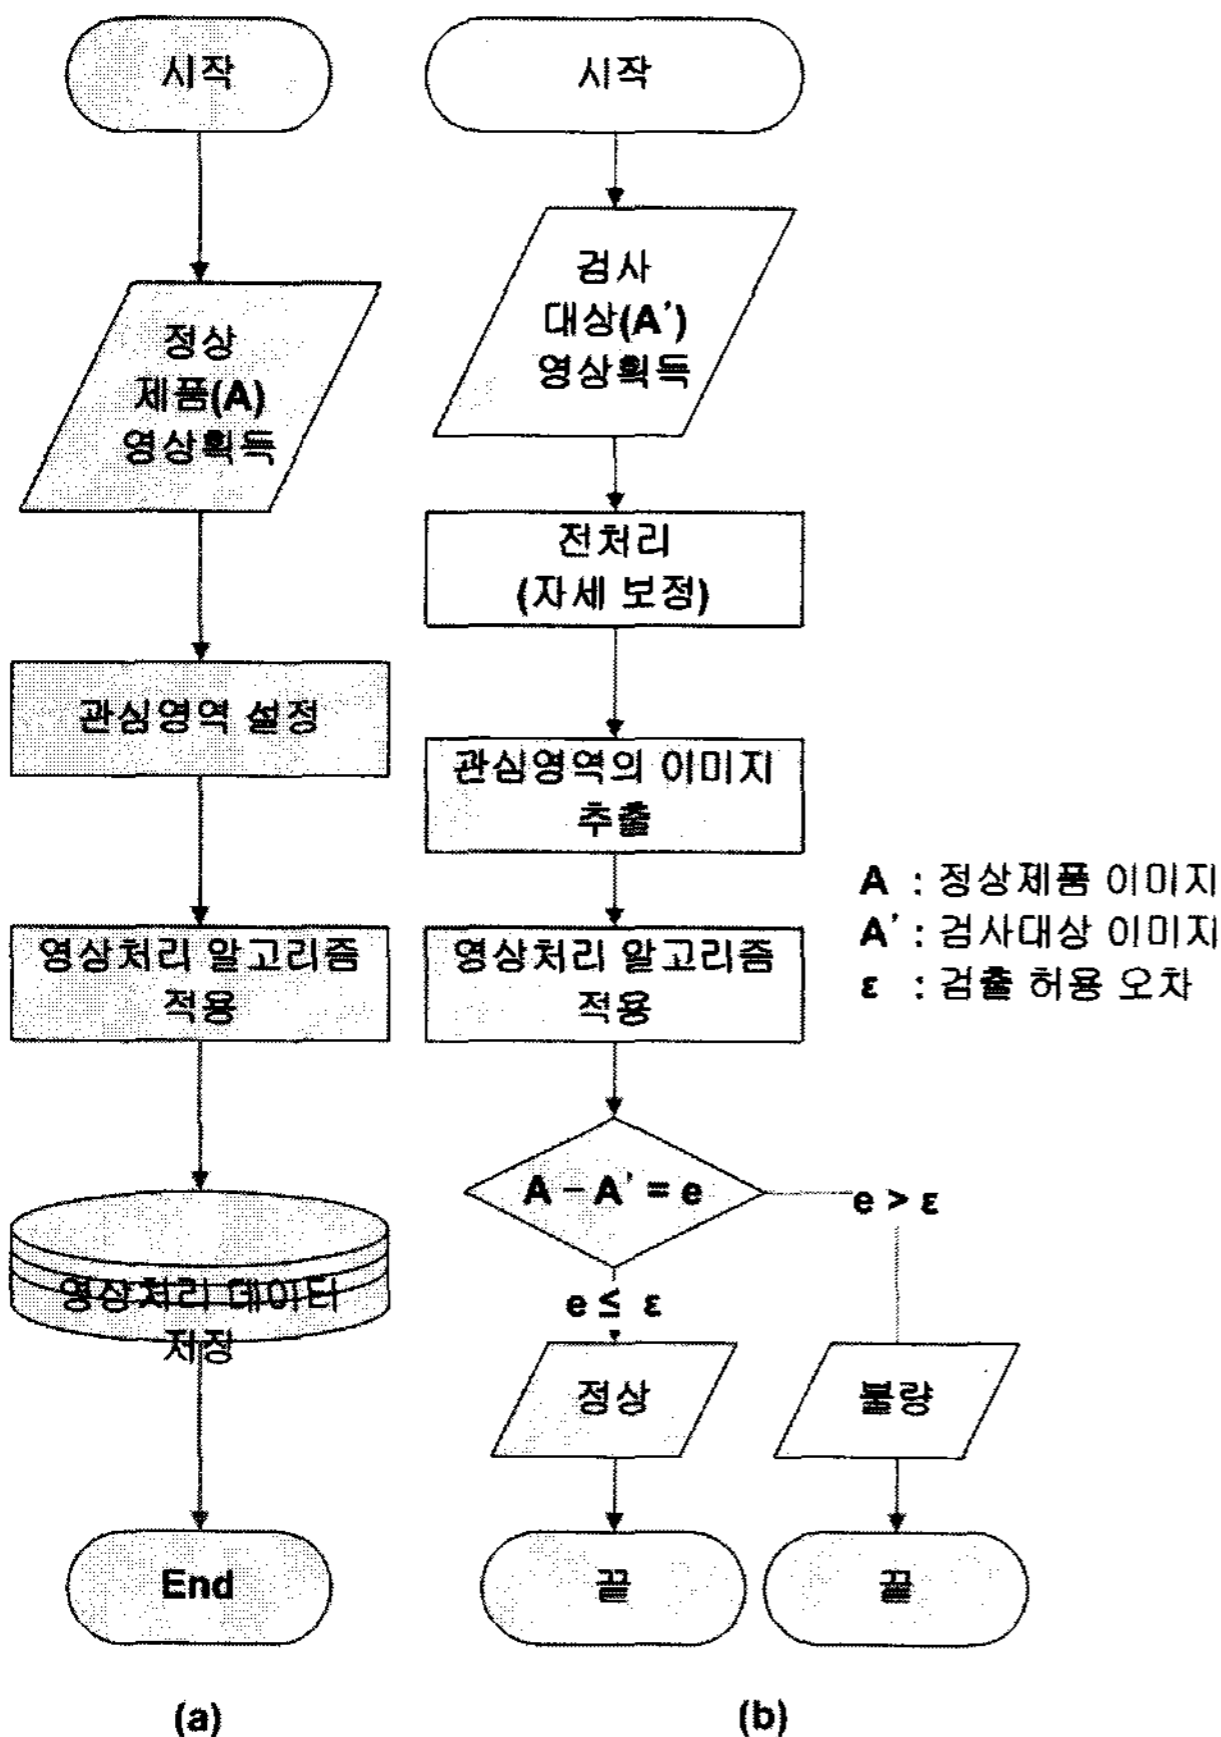 시작
정상
제품(A)
영상획득
관심영역 설정
영상처리 알고리즘
적용
영상처리 데이터
저장
End
(a)
시작
검사
대상(A')
영상획득
전처리
(자세 보정)
관심영역의 이미지
추출
영상처리 알고리즘
적용
A – A' = e
e > ε
e ≤ ε
정상
불량
끝
끝
(b)
A : 정상제품 이미지
A' : 검사대상 이미지
ε : 검출 허용 오차